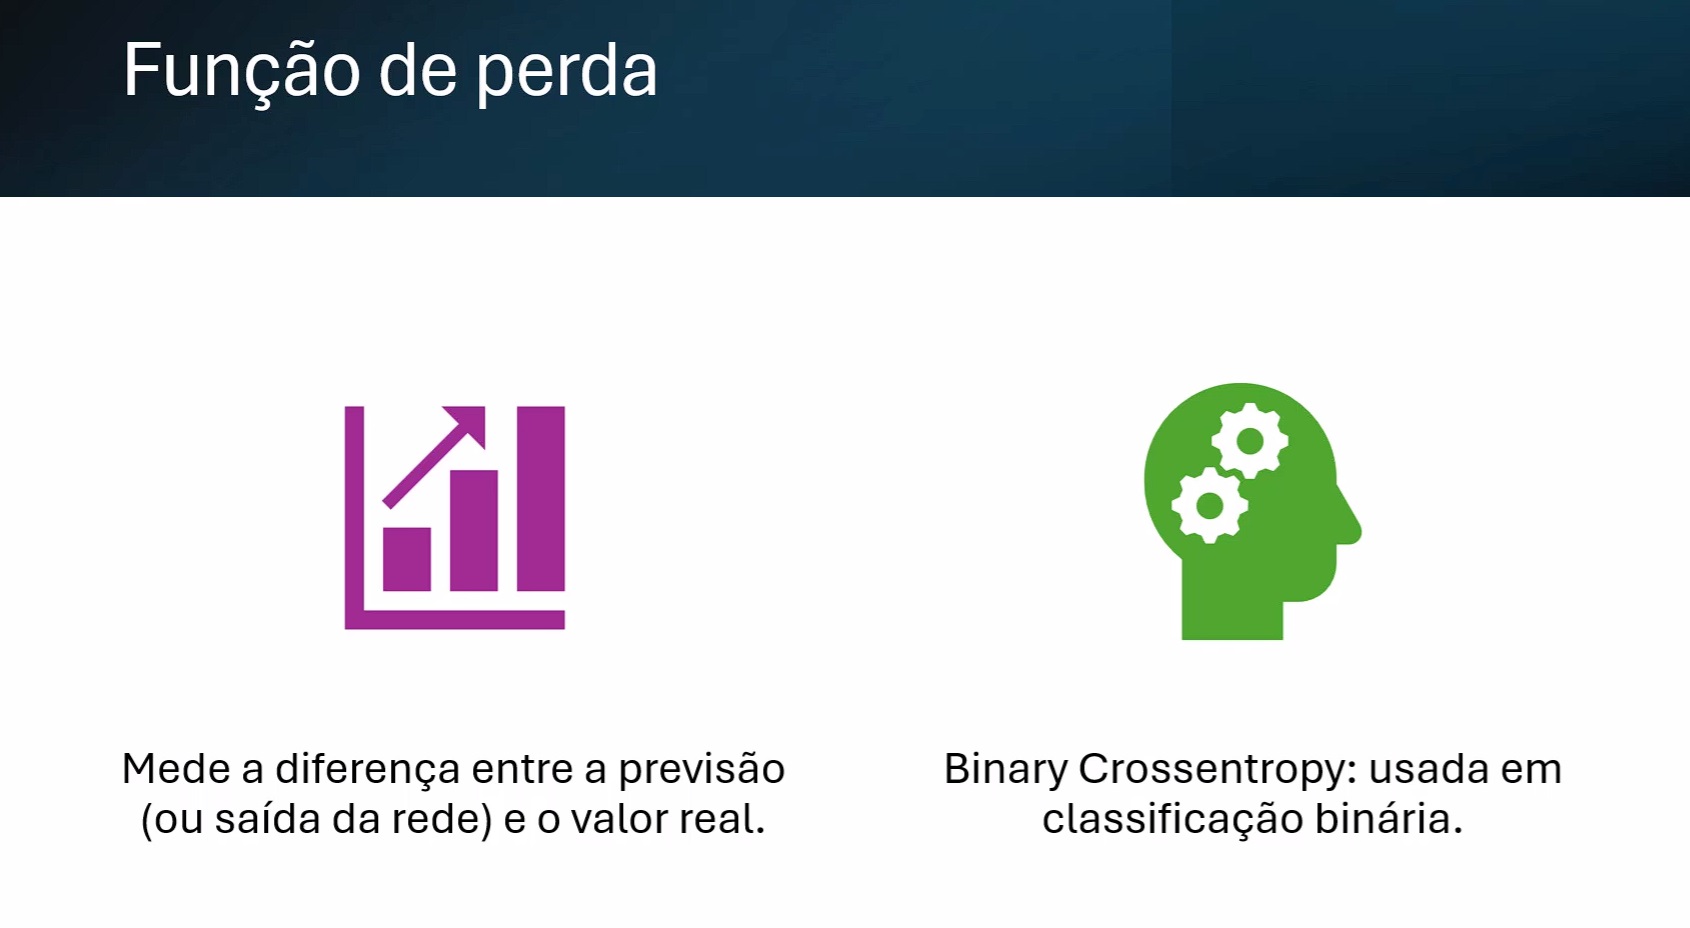 Função de perda
Mede a diferença entre a previsão
(ou saída da rede) e o valor real.
Binary Crossentropy: usada em
classificação binária.